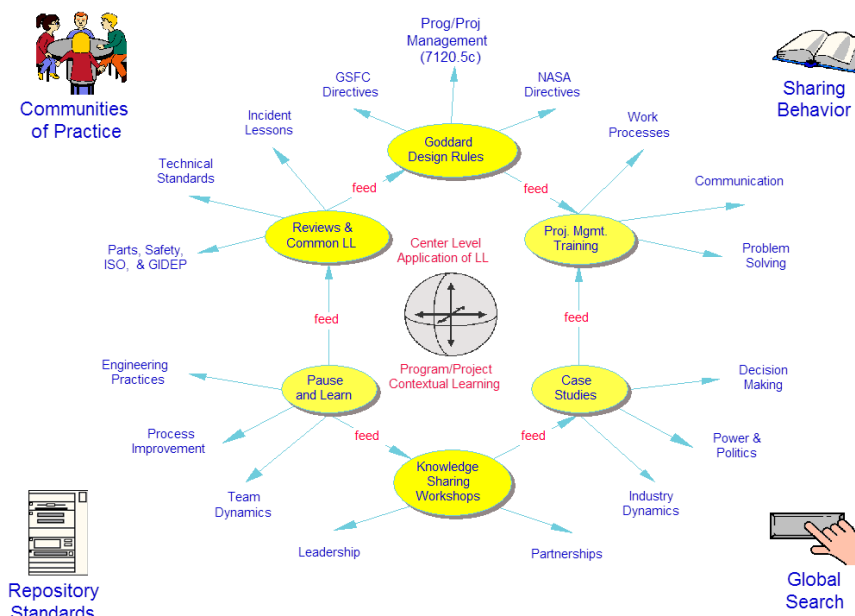 Prog/Proj
Management
(7120.5c)
GSFC
Directives
NASA
Directives
Communities
of Practice
Sharing
Behavior
Incident
Lessons
Goddard
Design Rules
Work
Processes
Technical
Standards
feed
feed
Communication
Reviews &
Common LL
Center Level
Application of LL
Proj. Mgmt.
Training
Parts, Safety,
ISO,  & GIDEP
Problem
Solving
feed
feed
Engineering
Practices
Pause
and Learn
Program/Project
Contextual Learning
Case
Studies
Decision
Making
Process
Improvement
feed
feed
Power &
Politics
Team
Dynamics
Knowledge
Sharing
Workshops
Industry
Dynamics
Leadership
Partnerships
Repository
Standards
Global
Search